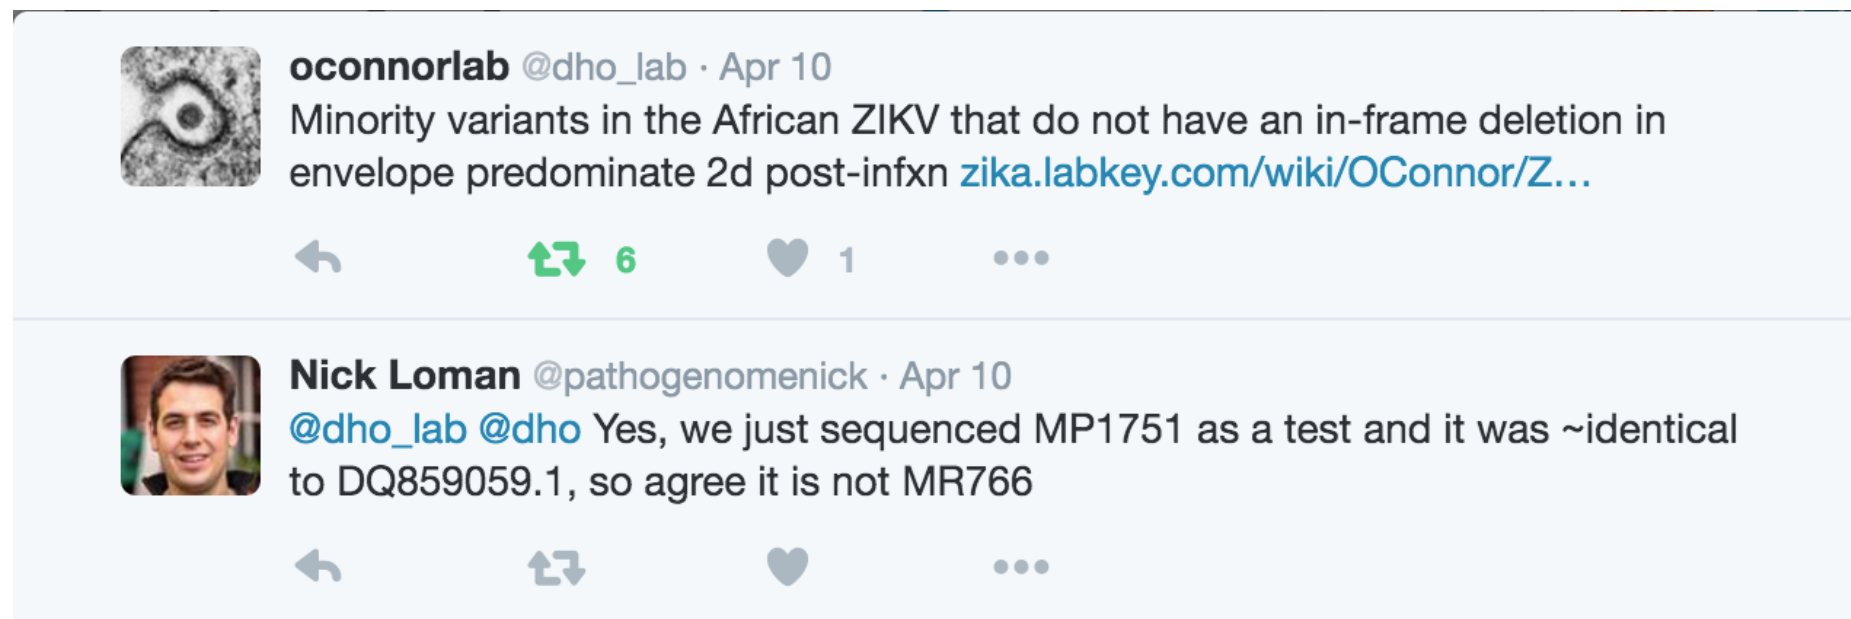 oconnorlab @dho_lab · Apr 10
Minority variants in the African ZIKV that do not have an in-frame deletion in
envelope predominate 2d post-infxn zika.labkey.com/wiki/OConnor/Z...
6 1
Nick Loman @pathogenomenick · Apr 10
@dho_lab @dho Yes, we just sequenced MP1751 as a test and it was ~identical
to DQ859059.1, so agree it is not MR766